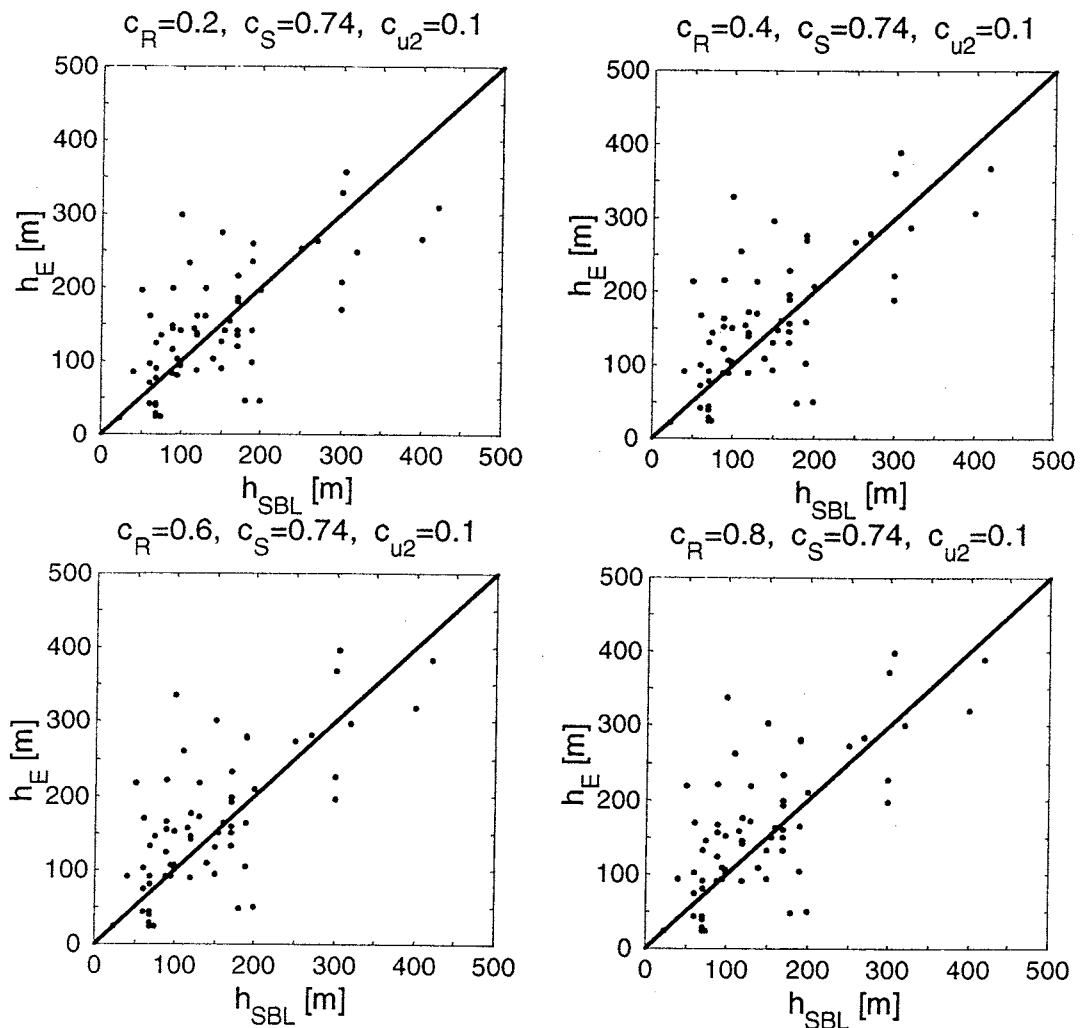 c_R=0.2, c_S=0.74, c_u2=0.1
500
400
300
200
100
0
h_E [m]
0 100 200 300 400 500
h_SBL [m]
c_R=0.4, c_S=0.74, c_u2=0.1
500
400
300
200
100
0
h_E [m]
0 100 200 300 400 500
h_SBL [m]
c_R=0.6, c_S=0.74, c_u2=0.1
500
400
300
200
100
0
h_E [m]
0 100 200 300 400 500
h_SBL [m]
c_R=0.8, c_S=0.74, c_u2=0.1
500
400
300
200
100
0
h_E [m]
0 100 200 300 400 500
h_SBL [m]